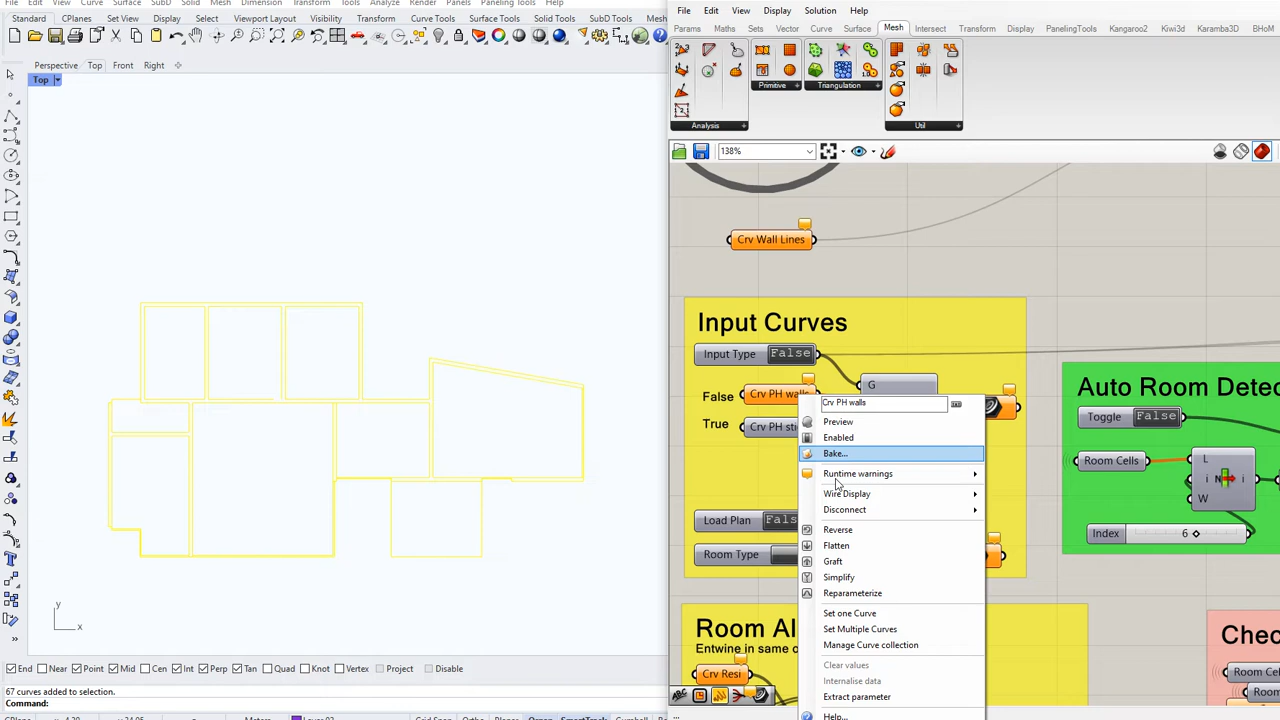 File Edit View Curve Surface SubD Solid Mesh Dimension Transform Tools Analyze Render Panels Paneling Tools Help
Standard CPlanes Set View Display Select Viewport Layout Visibility Transform Curve Tools Surface Tools Solid Tools SubD Tools Mesh
Perspective Top Front Right
Top
y
x
End Near Point Mid Cen Int Perp Tan Quad Knot Vertex Project Disable
67 curves added to selection.
Command:
File Edit View Display Solution Help
Params Maths Sets Vector Curve Surface Mesh Intersect Transform Display PanelingTools Kangaroo2 Kiwi3d Karamba3D BHoM
Analysis Primitive Triangulation Util
138%
Crv Wall Lines
Input Curves
Input Type False
G
False Crv PH walls
True Crv PH sti
Load Plan Fals
Room Type
Crv PH walls
Preview
Enabled
Bake...
Runtime warnings
Wire Display
Disconnect
Reverse
Flatten
Graft
Simplify
Reparameterize
Set one Curve
Set Multiple Curves
Manage Curve collection
Clear values
Internalise data
Extract parameter
Help...
Auto Room Detec
Toggle False
Room Cells
L
i N i
W
Index 6
Room Al
Entwine in same o
Crv Resi
Chec
Room Cell
Room Ce